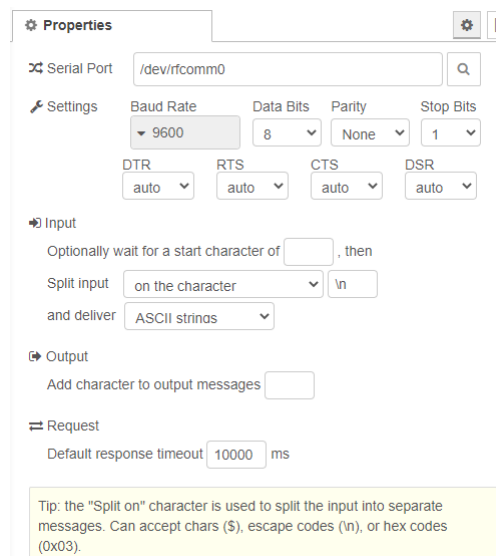 Properties
Serial Port /dev/rfcomm0
Settings Baud Rate Data Bits Parity Stop Bits
9600 8 None 1
DTR RTS CTS DSR
auto auto auto auto
Input
Optionally wait for a start character of , then
Split input on the character \n
and deliver ASCII strings
Output
Add character to output messages
Request
Default response timeout 10000 ms
Tip: the "Split on" character is used to split the input into separate
messages. Can accept chars ($), escape codes (\n), or hex codes
(0x03).